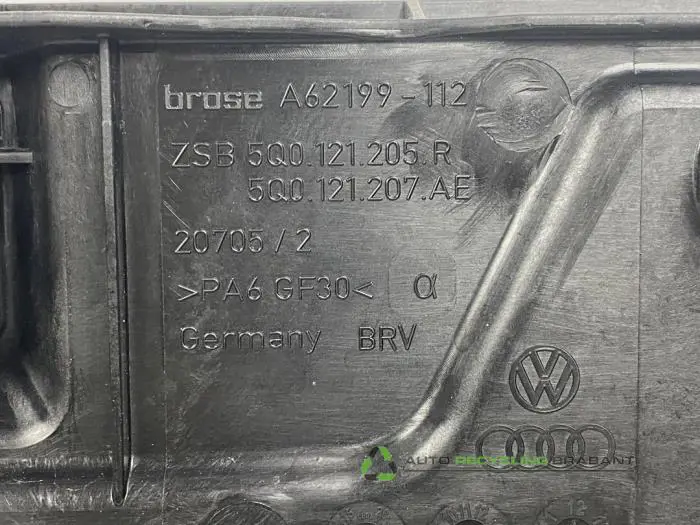 brose A62199-112
ZSB 5Q0.121.205.R
5Q0.121.207.AE
20705/2
>PA6 GF30< α
Germany BRV
AUTO RECYCLING BRABANT
12